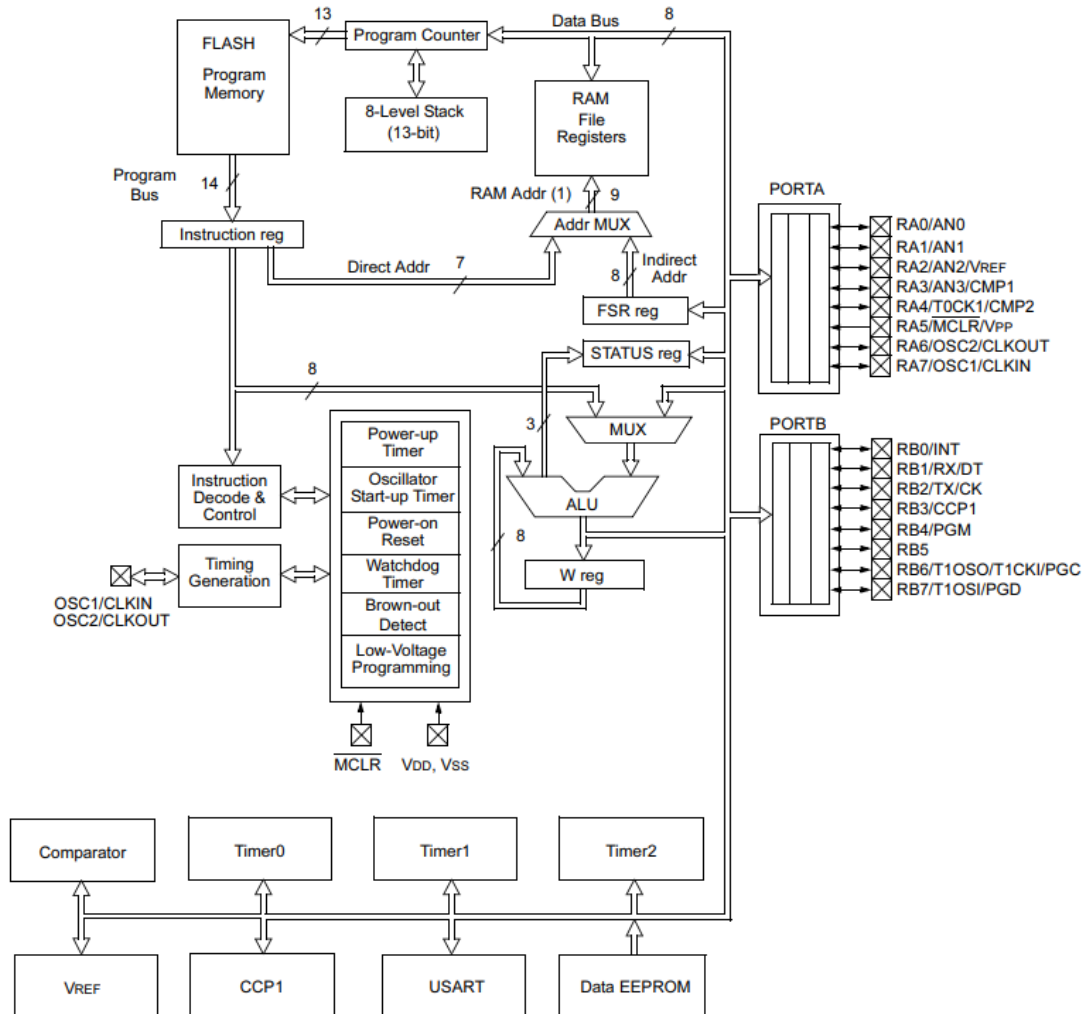 13
Data Bus
8
FLASH
Program
Memory
Program Counter
8-Level Stack
(13-bit)
RAM
File
Registers
Program
Bus
14
RAM Addr (1)
9
PORTA
Instruction reg
Addr MUX
Direct Addr
7
8
Indirect
Addr
FSR reg
STATUS reg
RA0/AN0
RA1/AN1
RA2/AN2/VREF
RA3/AN3/CMP1
RA4/T0CK1/CMP2
RA5/MCLR/VPP
RA6/OSC2/CLKOUT
RA7/OSC1/CLKIN
8
3
MUX
PORTB
Power-up
Timer
Oscillator
Start-up Timer
Power-on
Reset
Watchdog
Timer
Brown-out
Detect
Low-Voltage
Programming
Instruction
Decode &
Control
Timing
Generation
OSC1/CLKIN
OSC2/CLKOUT
ALU
8
W reg
RB0/INT
RB1/RX/DT
RB2/TX/CK
RB3/CCP1
RB4/PGM
RB5
RB6/T1OSO/T1CKI/PGC
RB7/T1OSI/PGD
MCLR
VDD, VSS
Comparator
Timer0
Timer1
Timer2
VREF
CCP1
USART
Data EEPROM